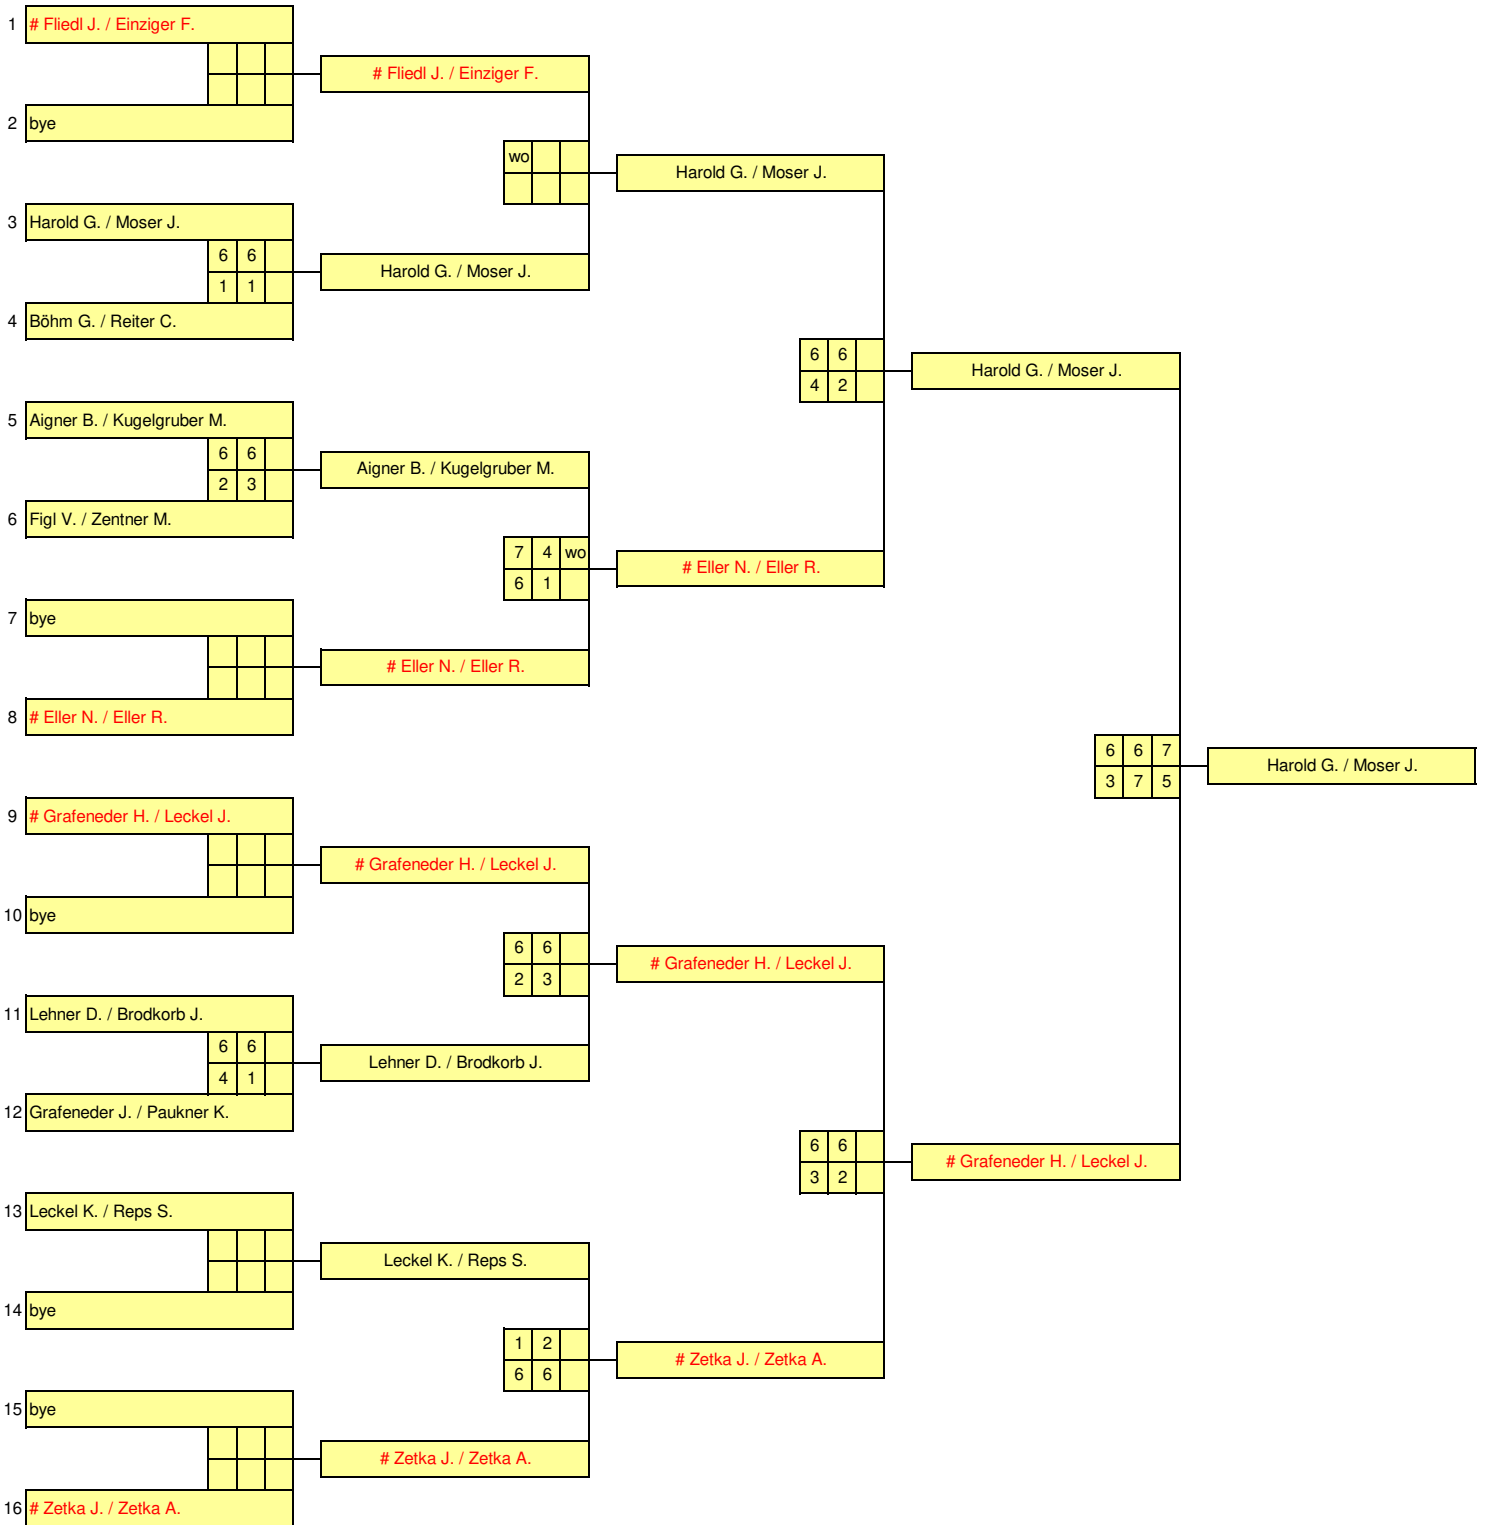 1 # Fliedl J. / Einziger F.
# Fliedl J. / Einziger F.
2 bye
wo
Harold G. / Moser J.
3 Harold G. / Moser J.
6 6
Harold G. / Moser J.
1 1
4 Böhm G. / Reiter C.
6 6
Harold G. / Moser J.
4 2
5 Aigner B. / Kugelgruber M.
6 6
Aigner B. / Kugelgruber M.
2 3
6 Figl V. / Zentner M.
7 4 wo
# Eller N. / Eller R.
6 1
7 bye
# Eller N. / Eller R.
8 # Eller N. / Eller R.
6 6 7
Harold G. / Moser J.
3 7 5
9 # Grafeneder H. / Leckel J.
# Grafeneder H. / Leckel J.
10 bye
6 6
# Grafeneder H. / Leckel J.
2 3
11 Lehner D. / Brodkorb J.
6 6
Lehner D. / Brodkorb J.
4 1
12 Grafeneder J. / Paukner K.
6 6
# Grafeneder H. / Leckel J.
3 2
13 Leckel K. / Reps S.
Leckel K. / Reps S.
14 bye
1 2
# Zetka J. / Zetka A.
6 6
15 bye
# Zetka J. / Zetka A.
16 # Zetka J. / Zetka A.